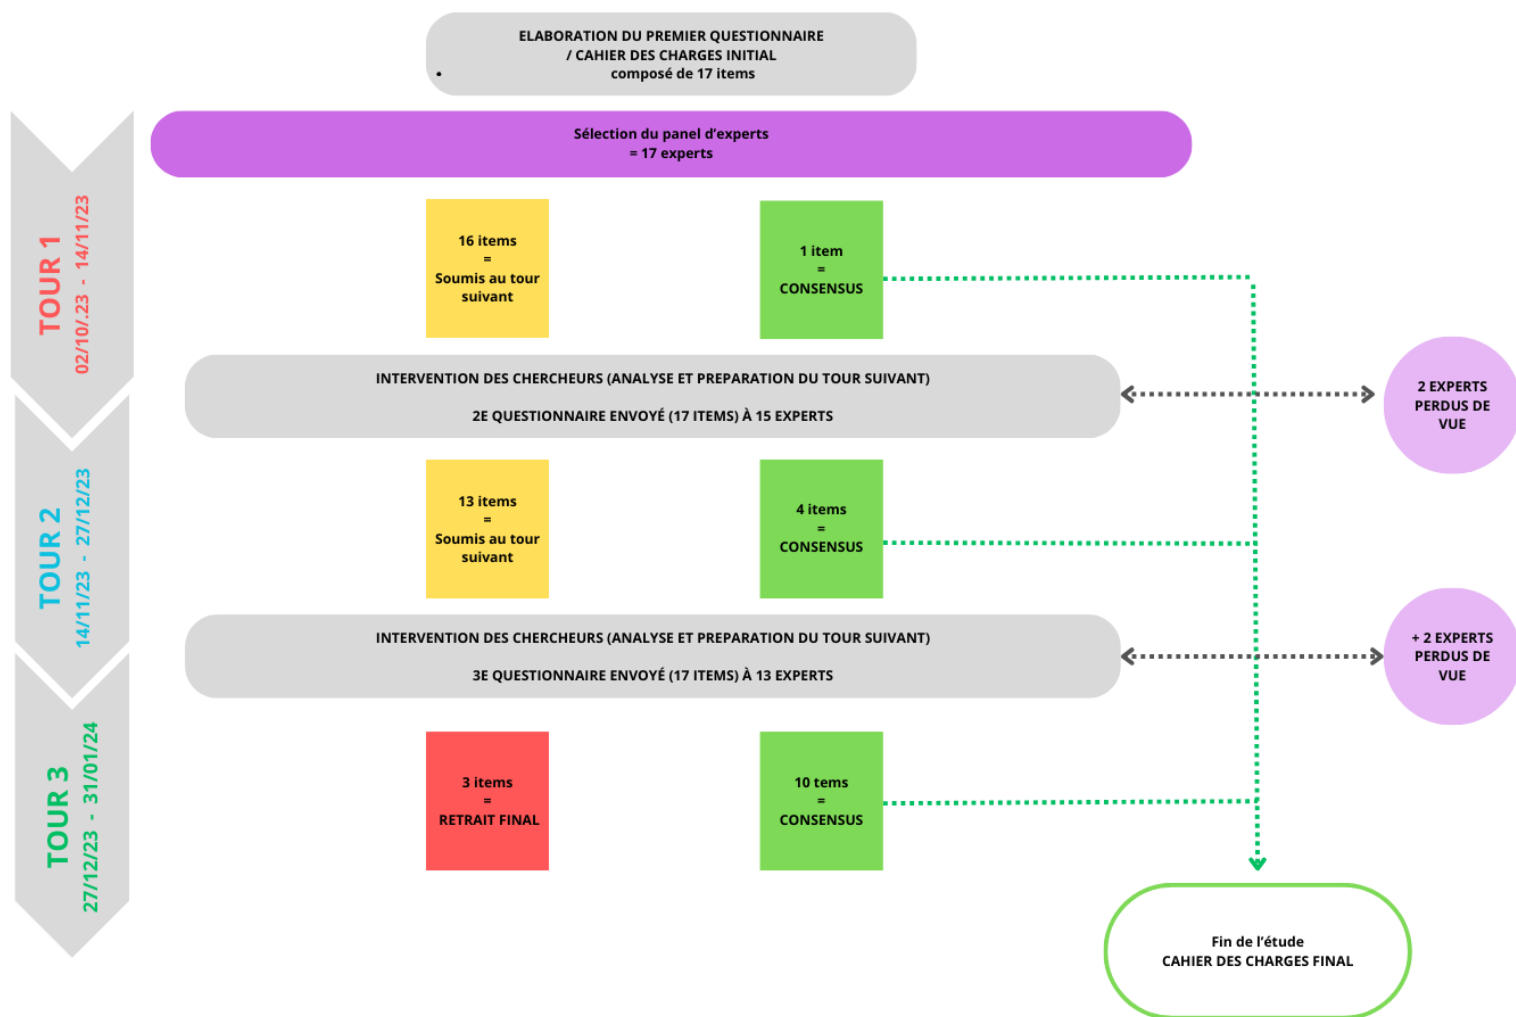 ELABORATION DU PREMIER QUESTIONNAIRE
/ CAHIER DES CHARGES INITIAL
• composé de 17 items
Sélection du panel d'experts
= 17 experts
TOUR 1
02/10/.23 - 14/11/23
16 items
=
Soumis au tour
suivant
1 item
=
CONSENSUS
INTERVENTION DES CHERCHEURS (ANALYSE ET PREPARATION DU TOUR SUIVANT)
2E QUESTIONNAIRE ENVOYÉ (17 ITEMS) À 15 EXPERTS
2 EXPERTS
PERDUS DE
VUE
TOUR 2
14/11/23 - 27/12/23
13 items
=
Soumis au tour
suivant
4 items
=
CONSENSUS
INTERVENTION DES CHERCHEURS (ANALYSE ET PREPARATION DU TOUR SUIVANT)
3E QUESTIONNAIRE ENVOYÉ (17 ITEMS) À 13 EXPERTS
+ 2 EXPERTS
PERDUS DE
VUE
TOUR 3
27/12/23 - 31/01/24
3 items
=
RETRAIT FINAL
10 tems
=
CONSENSUS
Fin de l'étude
CAHIER DES CHARGES FINAL